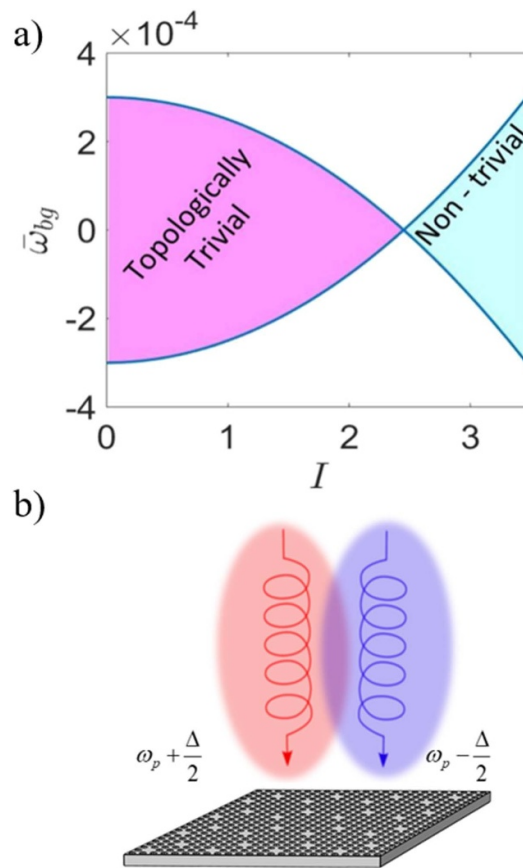 a)
4 ×10⁻⁴
2
0
-2
-4
ω̄_bg
Topologically
Trivial
Non - trivial
0 1 2 3
I
b)
ω_p + Δ/2
ω_p − Δ/2